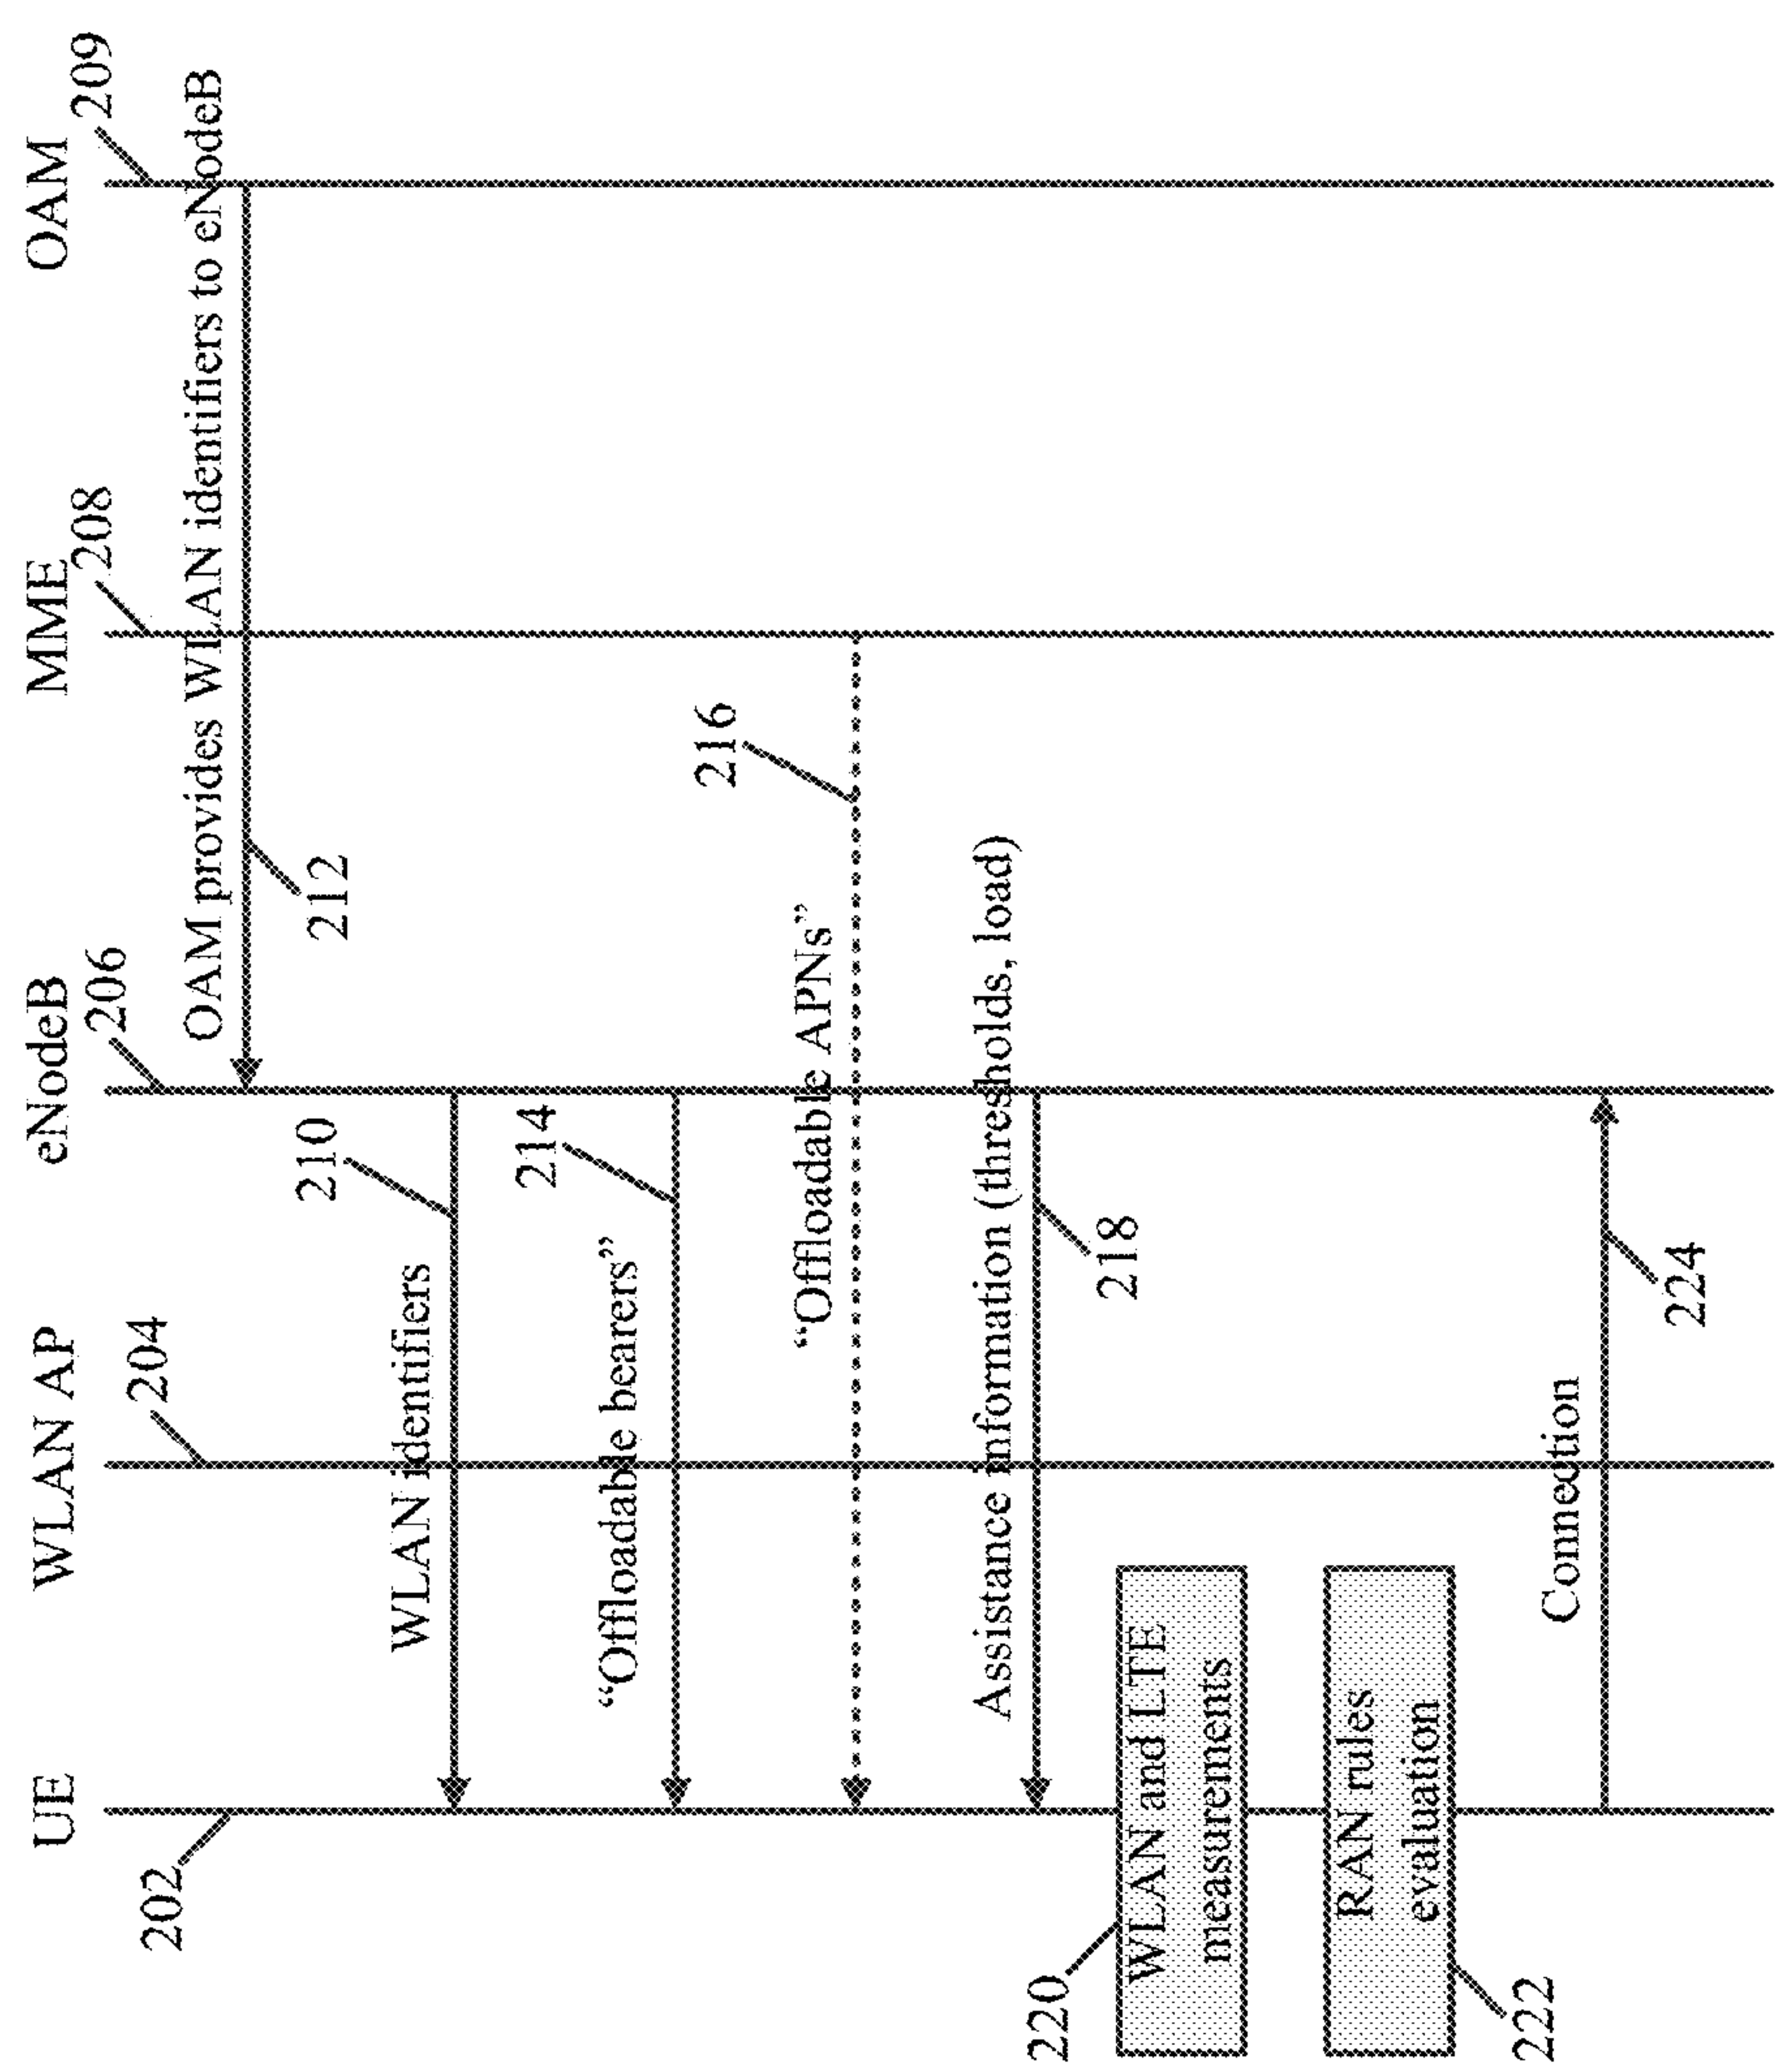 UE
WLAN AP
eNodeB
MME
OAM
202
204
206
208
209
OAM provides WLAN identifiers to eNodeB
212
210
WLAN identifiers
214
“Offloadable bearers”
216
“Offloadable APNs”
Assistance information (thresholds, load)
218
220
WLAN and LTE
measurements
RAN rules
evaluation
222
Connection
224